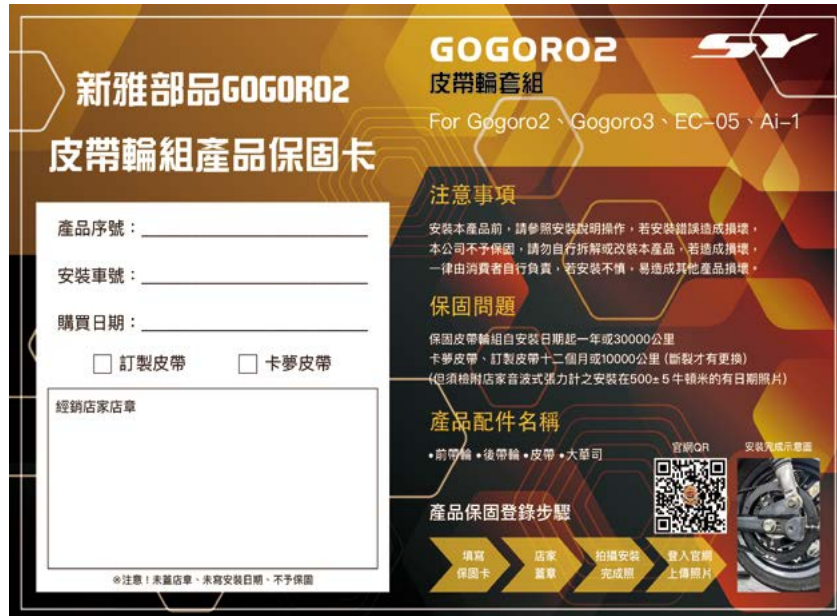 新雅部品GOGORO2
皮帶輪組產品保固卡
產品序號：
安裝車號：
購買日期：
訂製皮帶
卡夢皮帶
經銷店家店章
※注意！未蓋店章、未寫安裝日期、不予保固
GOGORO2
SY
皮帶輪套組
For Gogoro2、Gogoro3、EC-05、Ai-1
注意事項
安裝本產品前，請參照安裝說明操作，若安裝錯誤造成損壞，
本公司不予保固，請勿自行拆解或改裝本產品，若造成損壞，
一律由消費者自行負責，若安裝不慎，易造成其他產品損壞。
保固問題
保固皮帶輪組自安裝日期起一年或30000公里
卡夢皮帶、訂製皮帶十二個月或10000公里 (斷裂才有更換)
(但須檢附店家音波式張力計之安裝在500±5牛頓米的有日期照片)
產品配件名稱
•前帶輪 •後帶輪 •皮帶 •大華司
官網QR
安裝完成示意圖
產品保固登錄步驟
填寫
保固卡
店家
蓋章
拍攝安裝
完成照
登入官網
上傳照片